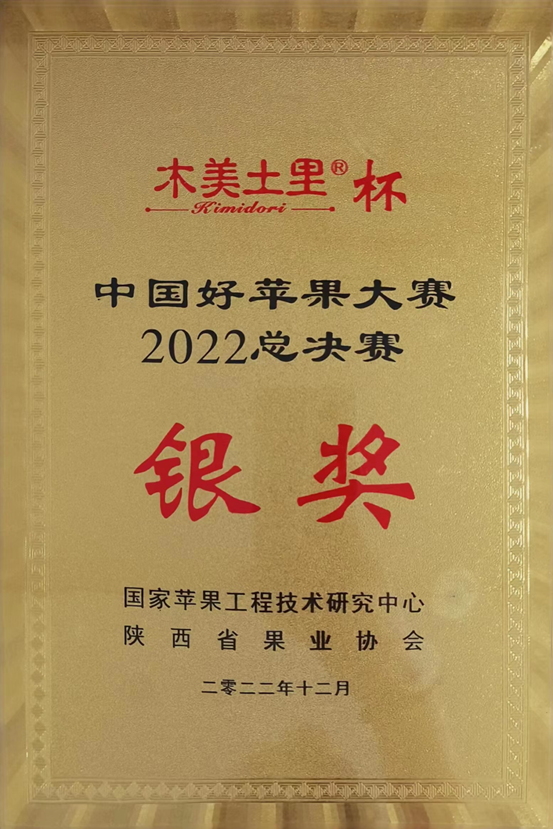 木美土里®杯
Kimidori
中国好苹果大赛
2022总决赛
银奖
国家苹果工程技术研究中心
陕西省果业协会
二零二二年十二月